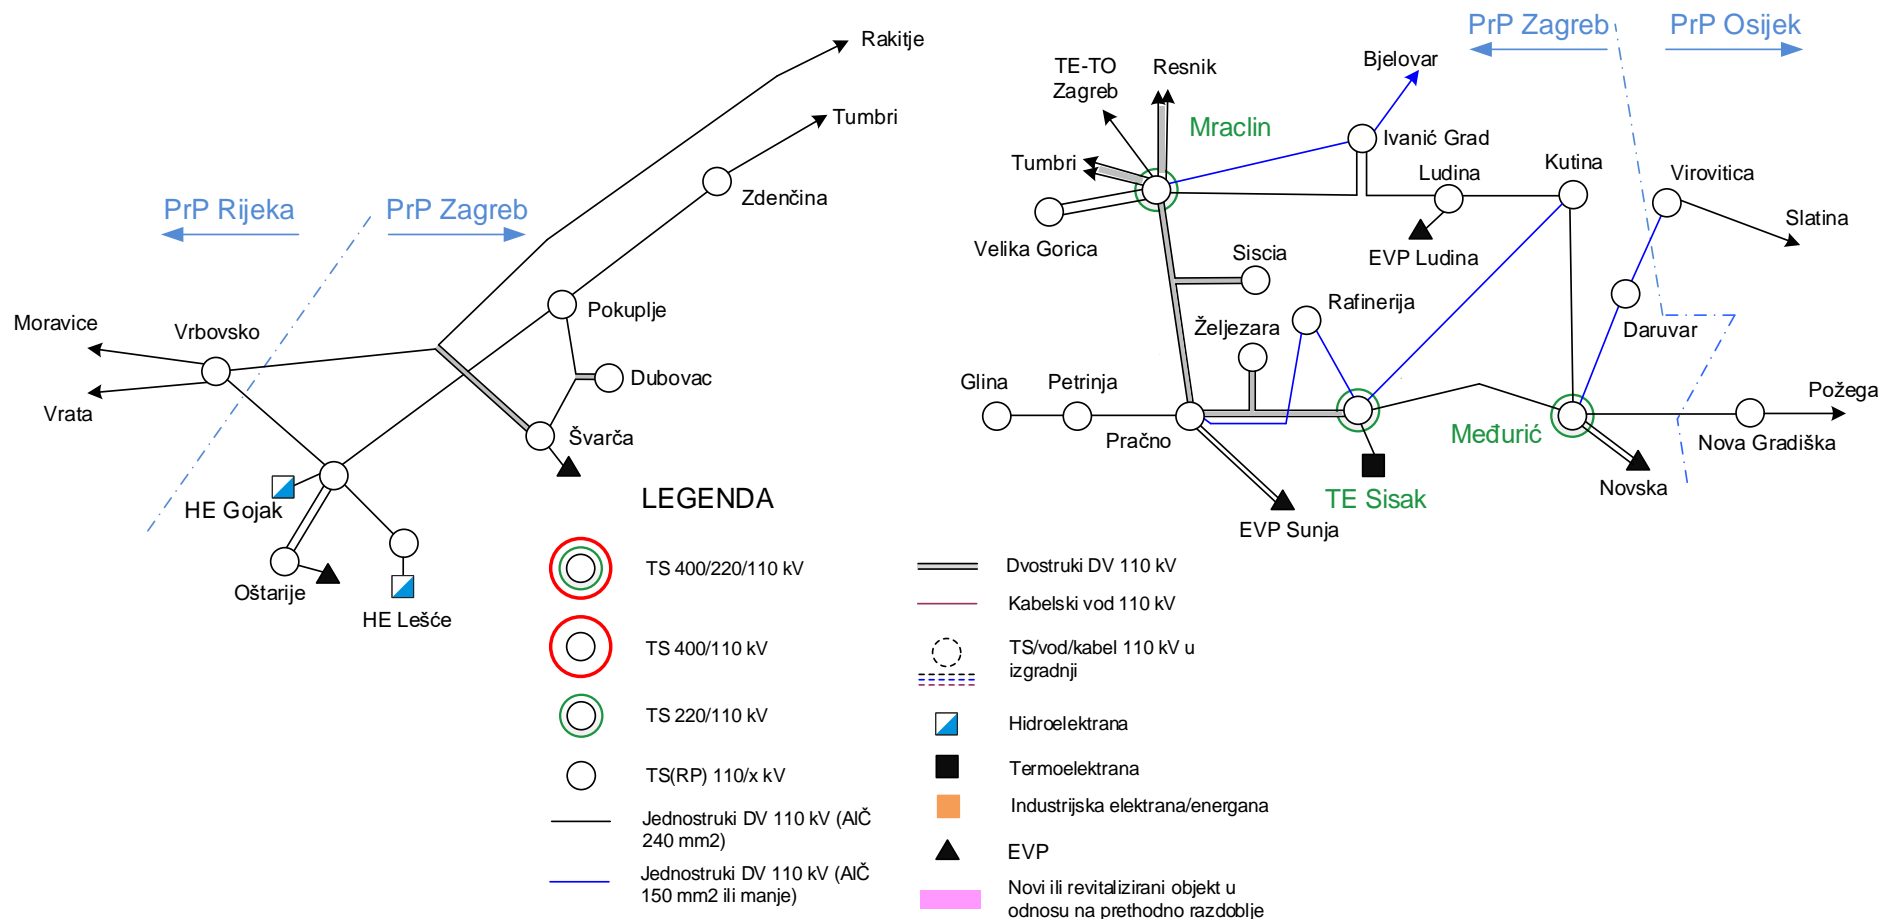 Rakitje
Tumbri
Zdenčina
PrP Rijeka
PrP Zagreb
Moravice
Vrbovsko
Vrata
Pokuplje
Dubovac
Švarča
HE Gojak
Oštarije
HE Lešće
PrP Zagreb
PrP Osijek
TE-TO
Zagreb
Resnik
Bjelovar
Mraclin
Ivanić Grad
Tumbri
Ludina
Kutina
Virovitica
Slatina
Velika Gorica
EVP Ludina
Siscia
Rafinerija
Daruvar
Željezara
Glina
Petrinja
Pračno
Međurić
Požega
Nova Gradiška
Novska
TE Sisak
EVP Sunja
LEGENDA
TS 400/220/110 kV
TS 400/110 kV
TS 220/110 kV
TS(RP) 110/x kV
Jednostruki DV 110 kV (AlČ
240 mm2)
Jednostruki DV 110 kV (AlČ
150 mm2 ili manje)
Dvostruki DV 110 kV
Kabelski vod 110 kV
TS/vod/kabel 110 kV u
izgradnji
Hidroelektrana
Termoelektrana
Industrijska elektrana/energana
EVP
Novi ili revitalizirani objekt u
odnosu na prethodno razdoblje